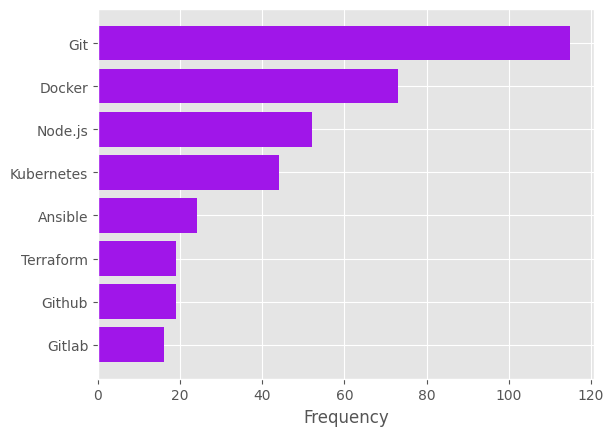 Git
Docker
Node.js
Kubernetes
Ansible
Terraform
Github
Gitlab
0 20 40 60 80 100 120
Frequency